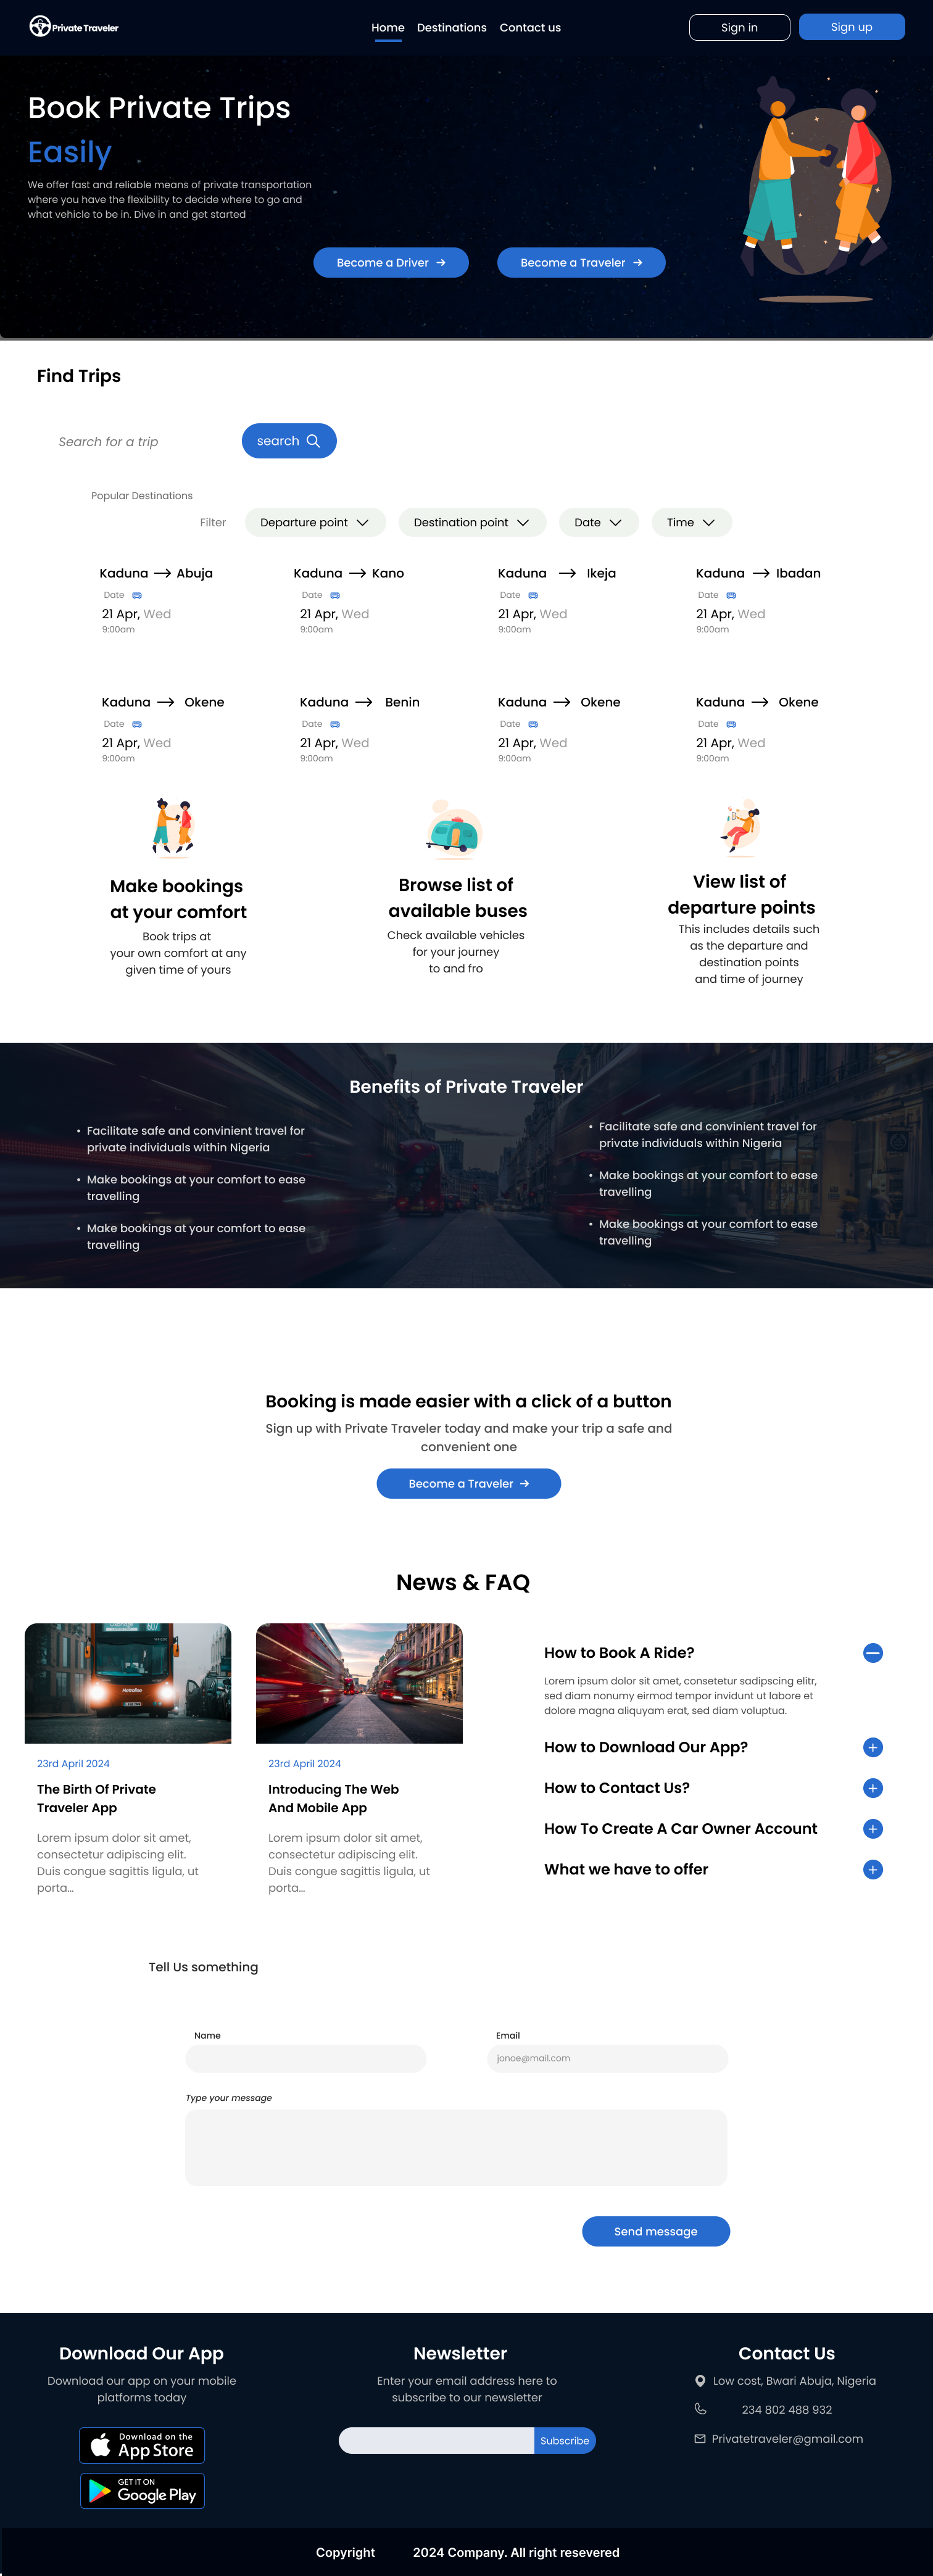 Private Traveler
Home Destinations Contact us
Sign in
Sign up
Book Private Trips
Easily
We offer fast and reliable means of private transportation
where you have the flexibility to decide where to go and
what vehicle to be in. Dive in and get started
Become a Driver →
Become a Traveler →
Find Trips
Search for a trip
search
Popular Destinations
Filter
Departure point
Destination point
Date
Time
Kaduna → Abuja
Date
21 Apr, Wed
9:00am
Kaduna → Kano
Date
21 Apr, Wed
9:00am
Kaduna → Ikeja
Date
21 Apr, Wed
9:00am
Kaduna → Ibadan
Date
21 Apr, Wed
9:00am
Kaduna → Okene
Date
21 Apr, Wed
9:00am
Kaduna → Benin
Date
21 Apr, Wed
9:00am
Kaduna → Okene
Date
21 Apr, Wed
9:00am
Kaduna → Okene
Date
21 Apr, Wed
9:00am
Make bookings
at your comfort
Book trips at
your own comfort at any
given time of yours
Browse list of
available buses
Check available vehicles
for your journey
to and fro
View list of
departure points
This includes details such
as the departure and
destination points
and time of journey
Benefits of Private Traveler
• Facilitate safe and convinient travel for
private individuals within Nigeria
• Make bookings at your comfort to ease
travelling
• Make bookings at your comfort to ease
travelling
• Facilitate safe and convinient travel for
private individuals within Nigeria
• Make bookings at your comfort to ease
travelling
• Make bookings at your comfort to ease
travelling
Booking is made easier with a click of a button
Sign up with Private Traveler today and make your trip a safe and
convenient one
Become a Traveler →
News & FAQ
607
Metroline
23rd April 2024
The Birth Of Private
Traveler App
Lorem ipsum dolor sit amet,
consectetur adipiscing elit.
Duis congue sagittis ligula, ut
porta...
23rd April 2024
Introducing The Web
And Mobile App
Lorem ipsum dolor sit amet,
consectetur adipiscing elit.
Duis congue sagittis ligula, ut
porta...
How to Book A Ride?
Lorem ipsum dolor sit amet, consetetur sadipscing elitr,
sed diam nonumy eirmod tempor invidunt ut labore et
dolore magna aliquyam erat, sed diam voluptua.
How to Download Our App?
How to Contact Us?
How To Create A Car Owner Account
What we have to offer
Tell Us something
Name
Email
jonoe@mail.com
Type your message
Send message
Download Our App
Download our app on your mobile
platforms today
Download on the
App Store
GET IT ON
Google Play
Newsletter
Enter your email address here to
subscribe to our newsletter
Subscribe
Contact Us
Low cost, Bwari Abuja, Nigeria
234 802 488 932
Privatetraveler@gmail.com
Copyright 2024 Company. All right resevered